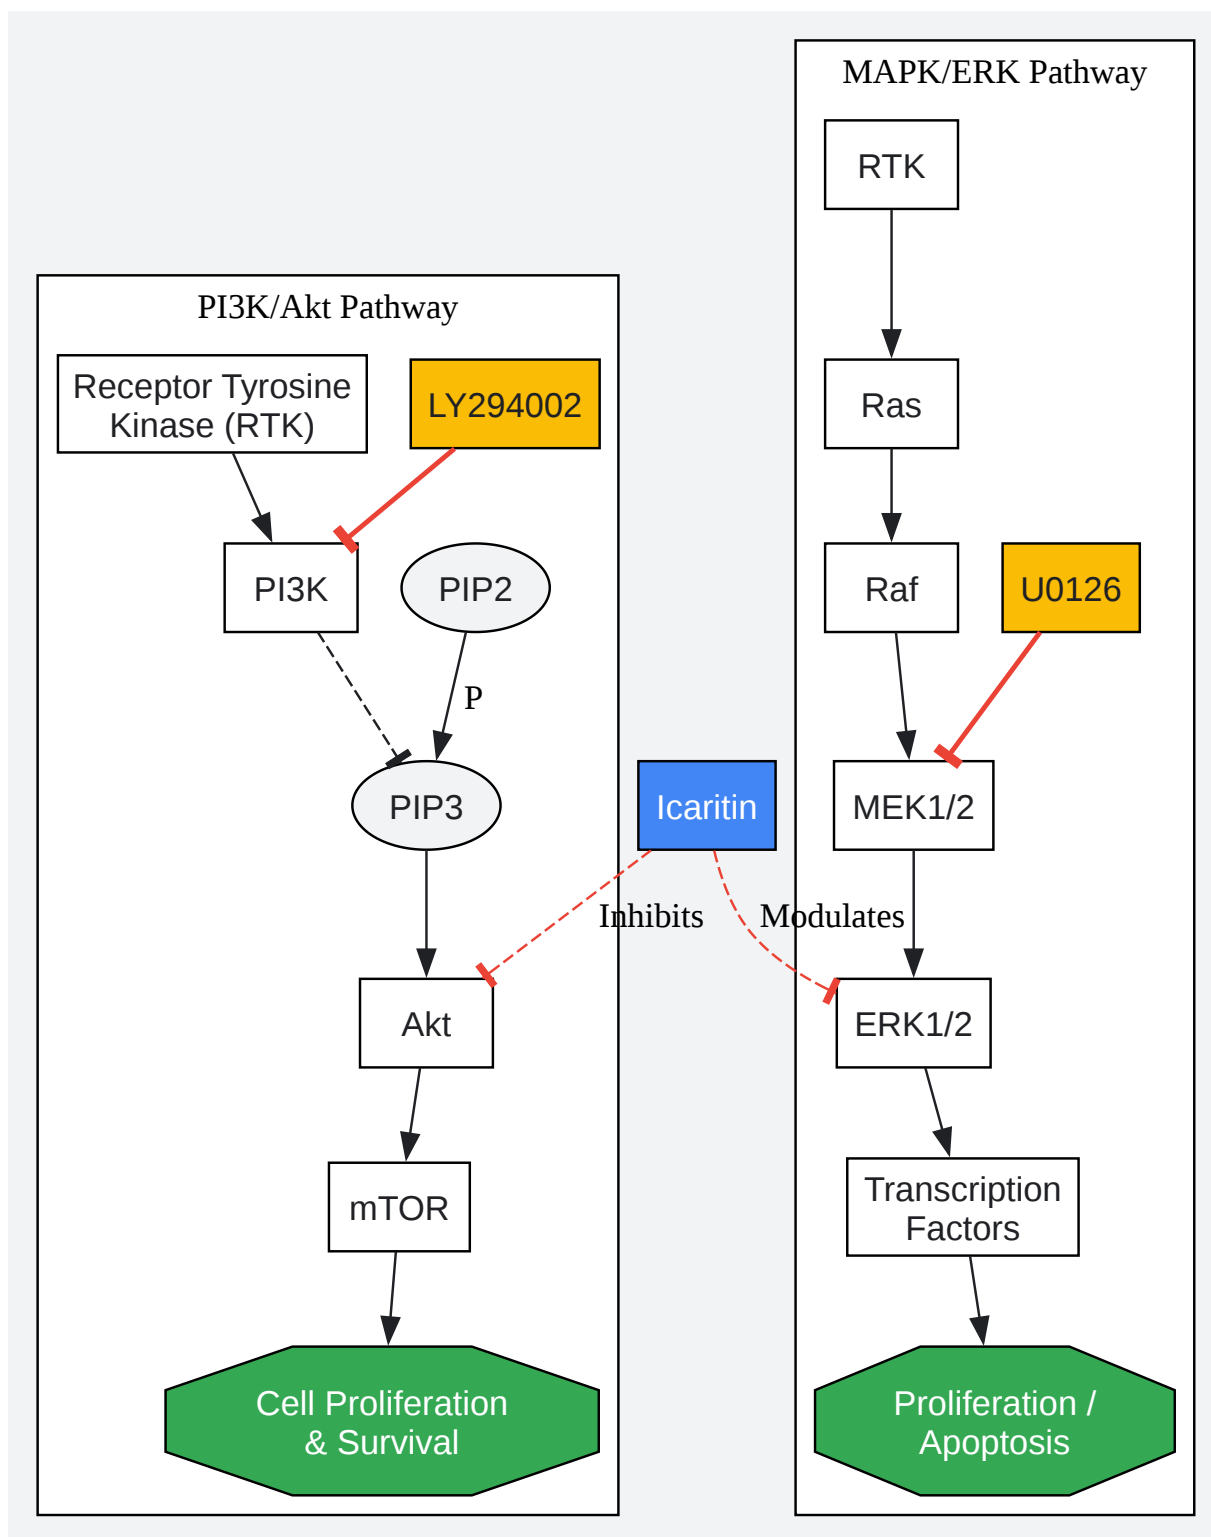 MAPK/ERK Pathway
RTK
Ras
Raf
U0126
MEK1/2
ERK1/2
Transcription
Factors
Proliferation /
Apoptosis
PI3K/Akt Pathway
Receptor Tyrosine
Kinase (RTK)
LY294002
PI3K
PIP2
P
PIP3
Akt
mTOR
Cell Proliferation
& Survival
Icaritin
Inhibits
Modulates